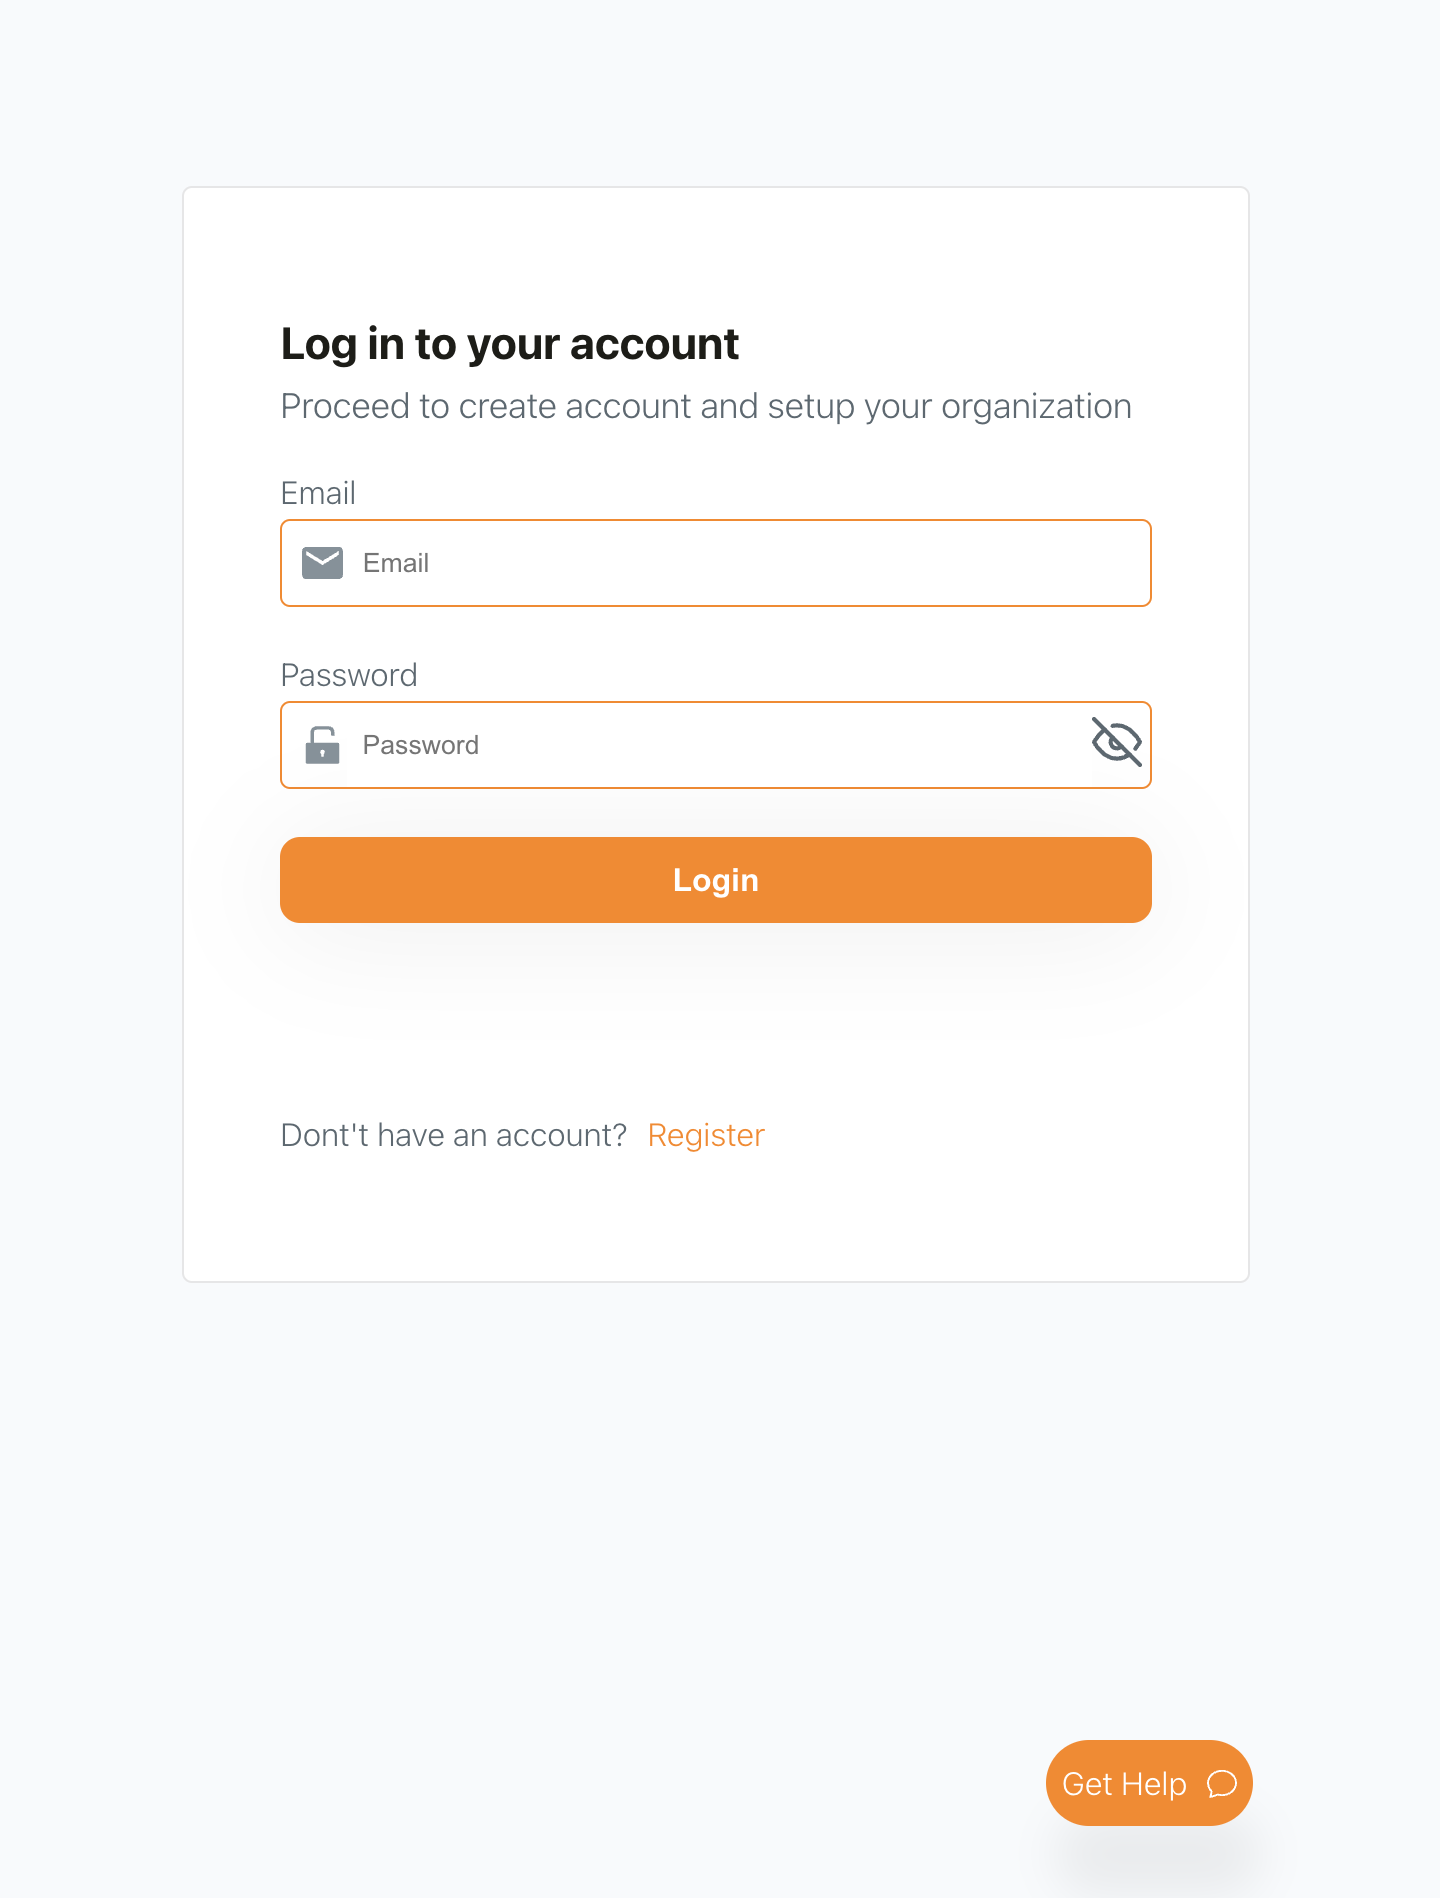 Log in to your account
Proceed to create account and setup your organization
Email
Email
Password
Password
Login
Dont't have an account? Register
Get Help